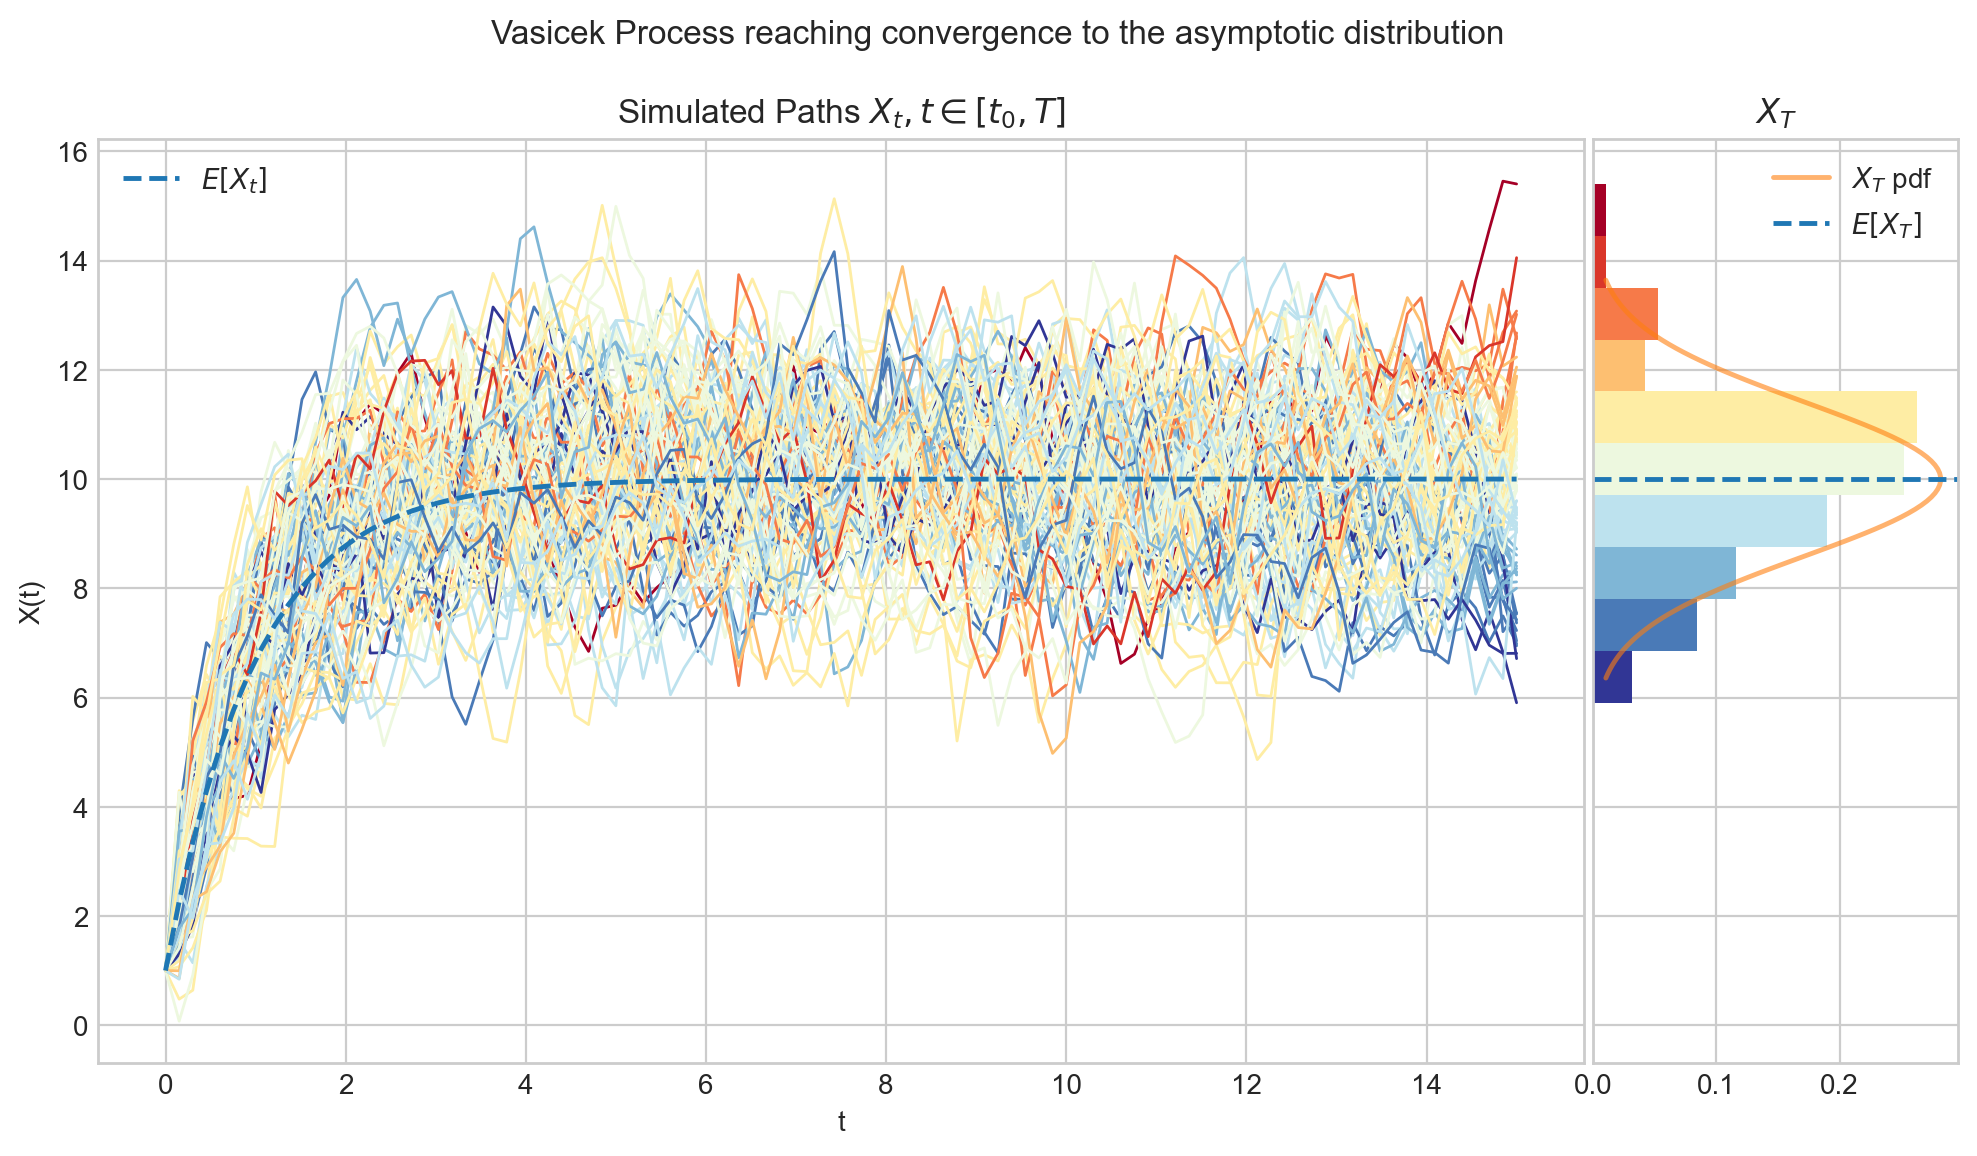 Vasicek Process reaching convergence to the asymptotic distribution
Simulated Paths $X_t, t \in [t_0, T]$
$X_T$
$E[X_t]$
$X_T$ pdf
$E[X_T]$
16
14
12
10
8
6
4
2
0
X(t)
0 2 4 6 8 10 12 14
0.0 0.1 0.2
t